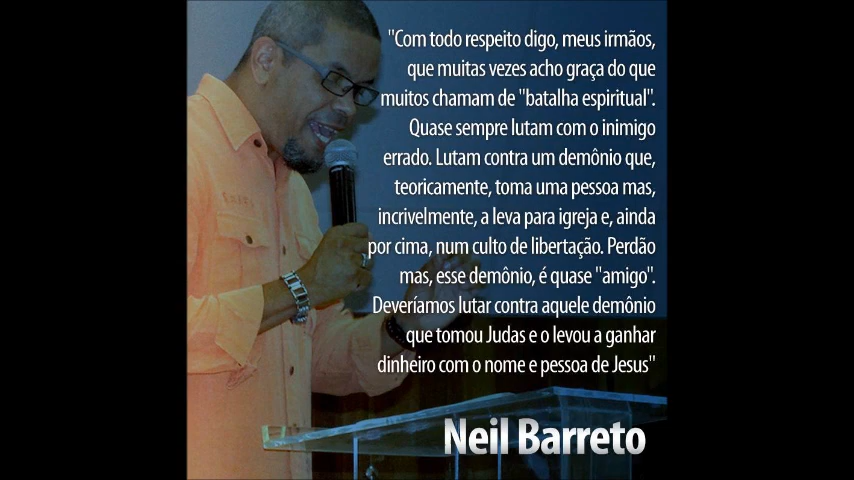 "Com todo respeito digo, meus irmãos,
que muitas vezes acho graça do que
muitos chamam de "batalha espiritual".
Quase sempre lutam com o inimigo
errado. Lutam contra um demônio que,
teoricamente, toma uma pessoa mas,
incrivelmente, a leva para igreja e, ainda
por cima, num culto de libertação. Perdão
mas, esse demônio, é quase "amigo".
Deveríamos lutar contra aquele demônio
que tomou Judas e o levou a ganhar
dinheiro com o nome e pessoa de Jesus"
Neil Barreto